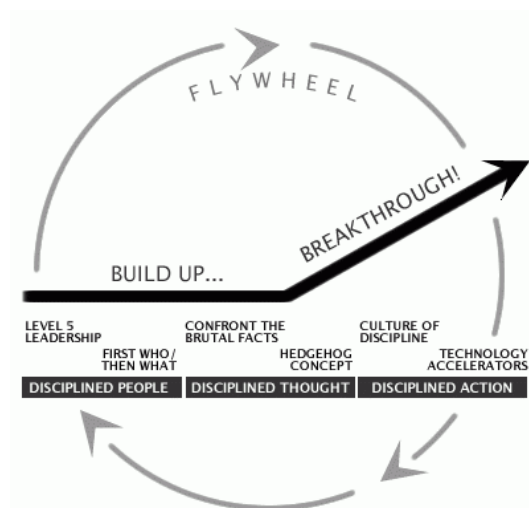 FLYWHEEL
BREAKTHROUGH!
BUILD UP...
LEVEL 5
LEADERSHIP
FIRST WHO/
THEN WHAT
CONFRONT THE
BRUTAL FACTS
HEDGEHOG
CONCEPT
CULTURE OF
DISCIPLINE
TECHNOLOGY
ACCELERATORS
DISCIPLINED PEOPLE
DISCIPLINED THOUGHT
DISCIPLINED ACTION